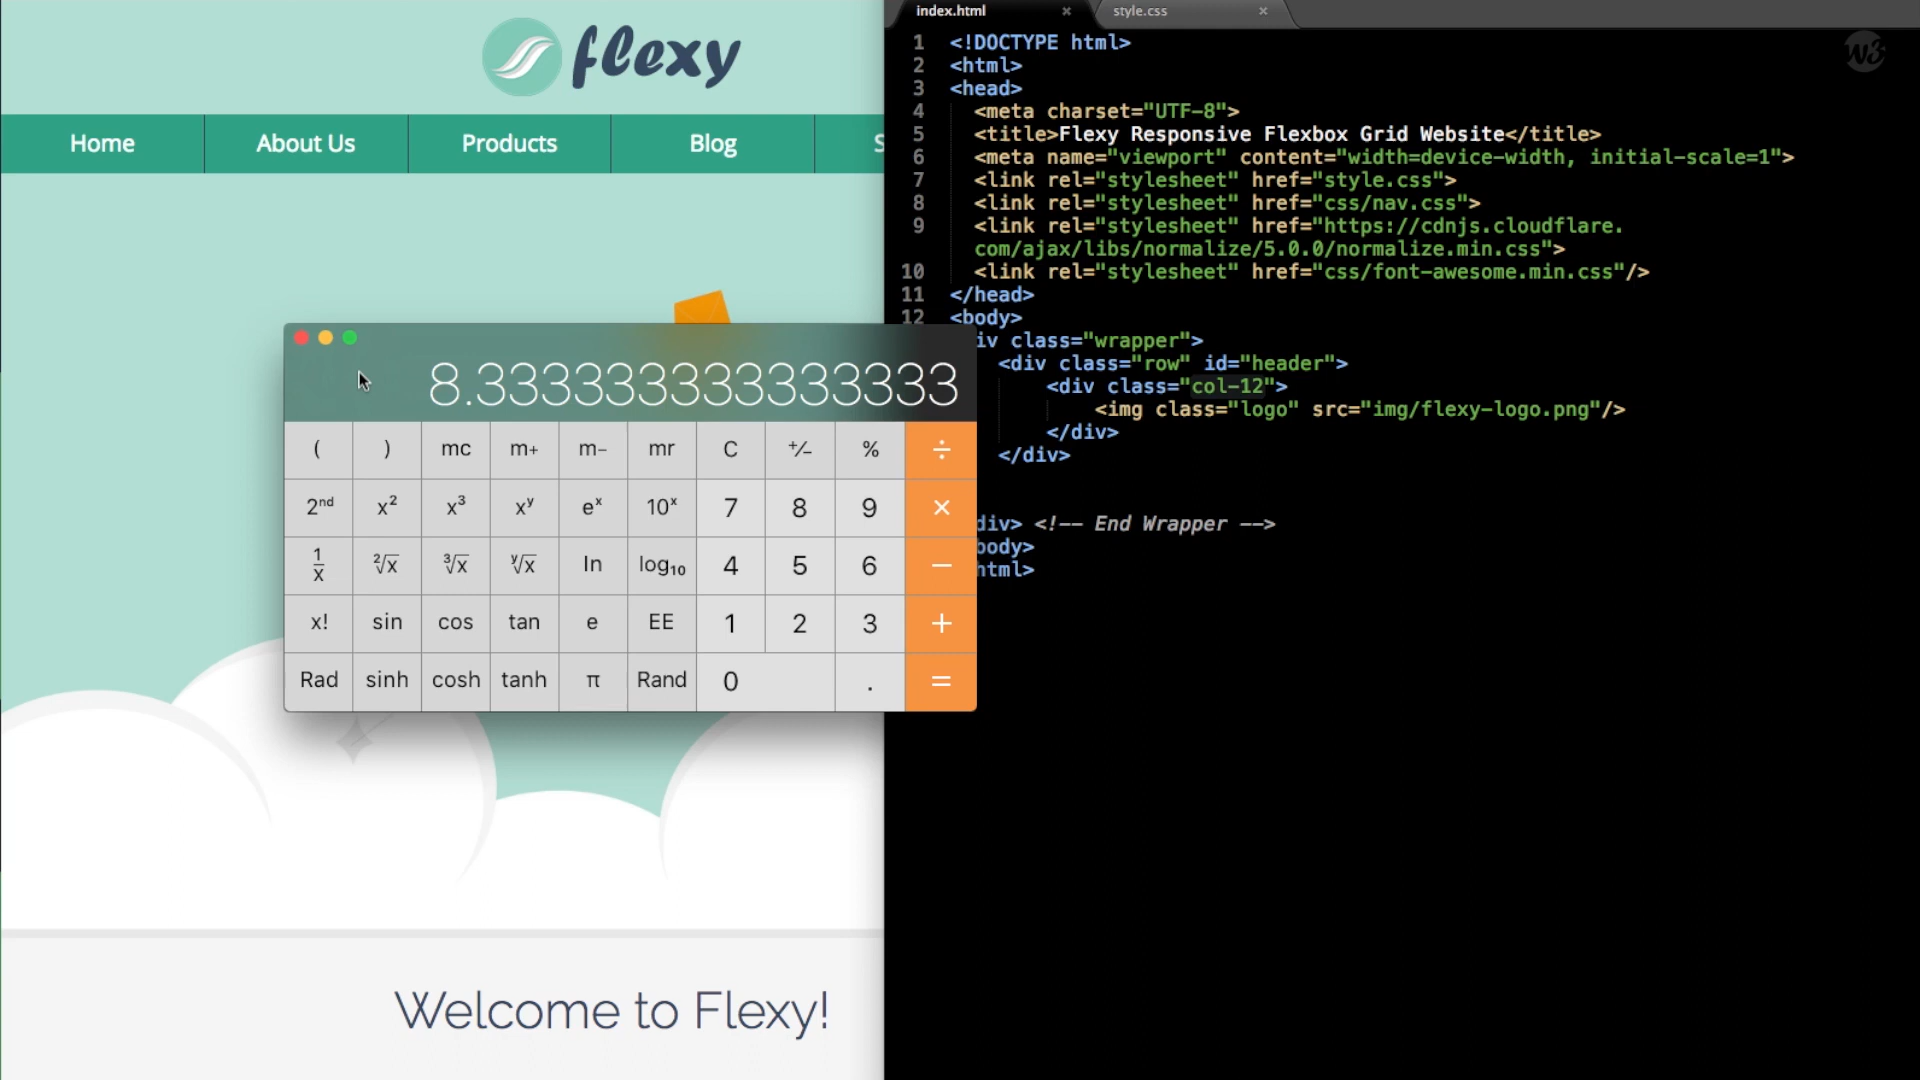 flexy
Home
About Us
Products
Blog
S
Welcome to Flexy!
8.333333333333333
( ) mc m+ m− mr C ⁺∕₋ % ÷
2nd x² x³ xʸ eˣ 10ˣ 7 8 9 ×
1/x ²√x ³√x ʸ√x ln log₁₀ 4 5 6 −
x! sin cos tan e EE 1 2 3 +
Rad sinh cosh tanh π Rand 0 . =
index.html × style.css ×
W3
1 <!DOCTYPE html>
2 <html>
3 <head>
4 <meta charset="UTF-8">
5 <title>Flexy Responsive Flexbox Grid Website</title>
6 <meta name="viewport" content="width=device-width, initial-scale=1">
7 <link rel="stylesheet" href="style.css">
8 <link rel="stylesheet" href="css/nav.css">
9 <link rel="stylesheet" href="https://cdnjs.cloudflare.
com/ajax/libs/normalize/5.0.0/normalize.min.css">
10 <link rel="stylesheet" href="css/font-awesome.min.css"/>
11 </head>
12 <body>
iv class="wrapper">
<div class="row" id="header">
<div class="col-12">
<img class="logo" src="img/flexy-logo.png"/>
</div>
</div>
div> <!-- End Wrapper -->
body>
html>